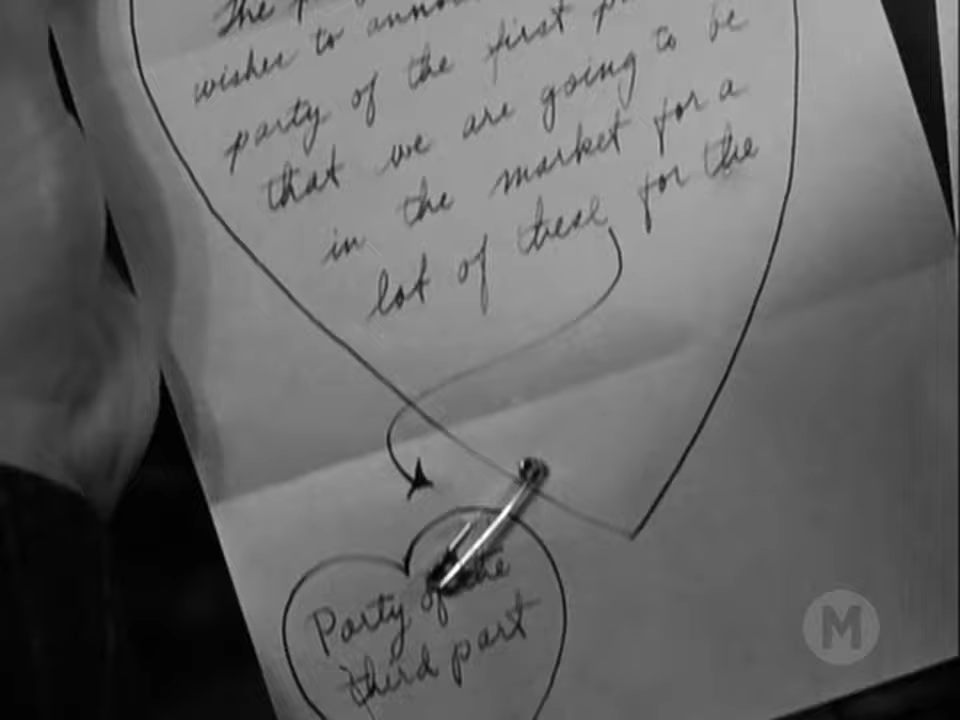 The
wishes to
party of the first
that we are going to be
in the market for a
lot of these for the
Party of the
third part
M